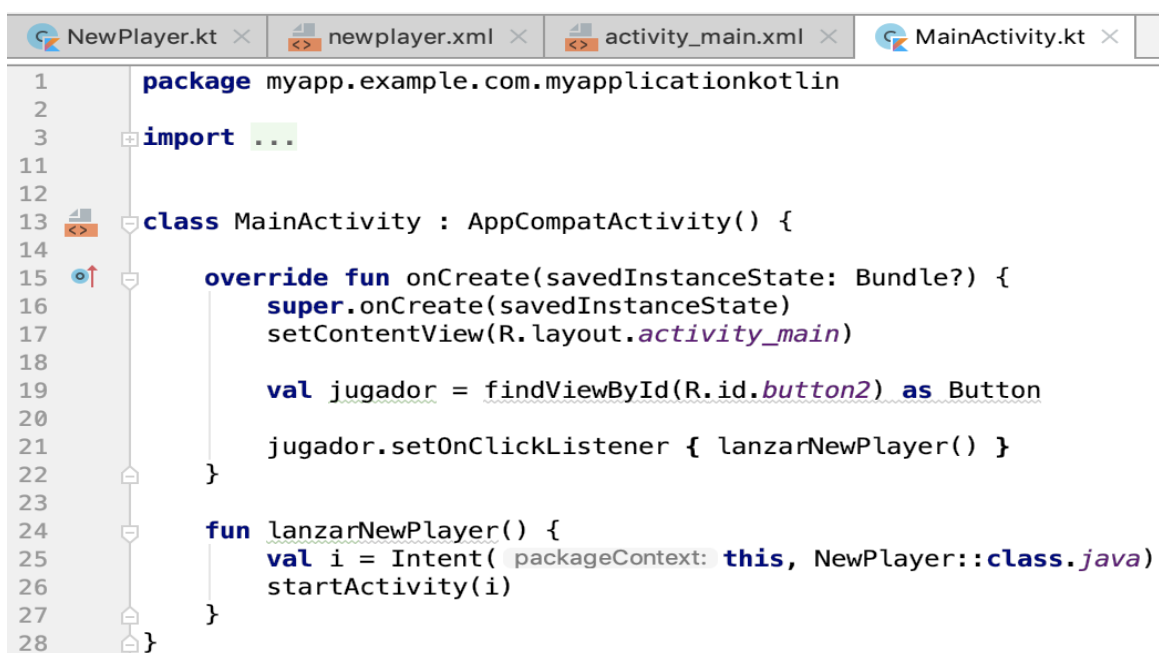 NewPlayer.kt newplayer.xml activity_main.xml MainActivity.kt
1 package myapp.example.com.myapplicationkotlin
2
3 import ...
11
12
13 class MainActivity : AppCompatActivity() {
14
15 override fun onCreate(savedInstanceState: Bundle?) {
16 super.onCreate(savedInstanceState)
17 setContentView(R.layout.activity_main)
18
19 val jugador = findViewById(R.id.button2) as Button
20
21 jugador.setOnClickListener { lanzarNewPlayer() }
22 }
23
24 fun lanzarNewPlayer() {
25 val i = Intent( packageContext: this, NewPlayer::class.java)
26 startActivity(i)
27 }
28 }